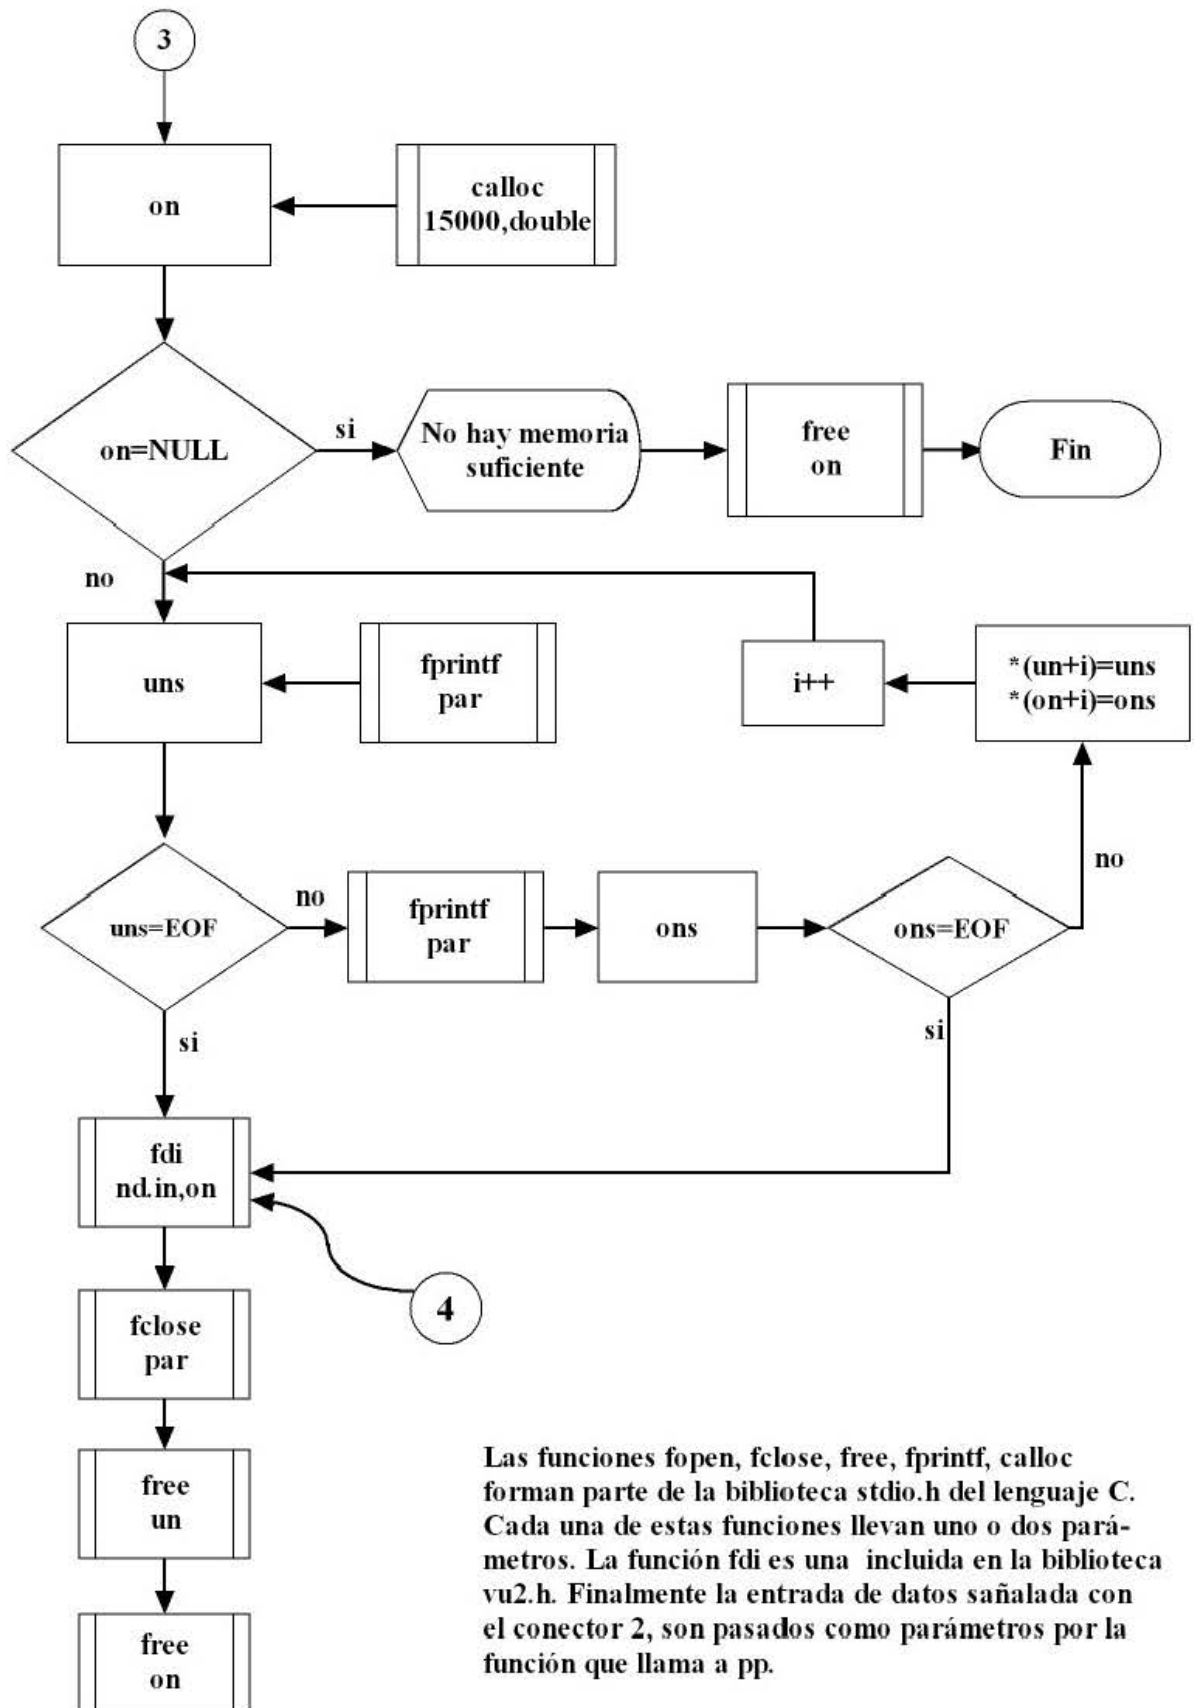 3
on
calloc
15000,double
on=NULL
si
No hay memoria
suficiente
free
on
Fin
no
uns
fprintf
par
i++
*(un+i)=uns
*(on+i)=ons
uns=EOF
no
fprintf
par
ons
ons=EOF
no
si
si
fdi
nd.in,on
4
fclose
par
free
un
free
on
Las funciones fopen, fclose, free, fprintf, calloc
forman parte de la biblioteca stdio.h del lenguaje C.
Cada una de estas funciones llevan uno o dos pará-
metros. La función fdi es una incluida en la biblioteca
vu2.h. Finalmente la entrada de datos sañalada con
el conector 2, son pasados como parámetros por la
función que llama a pp.